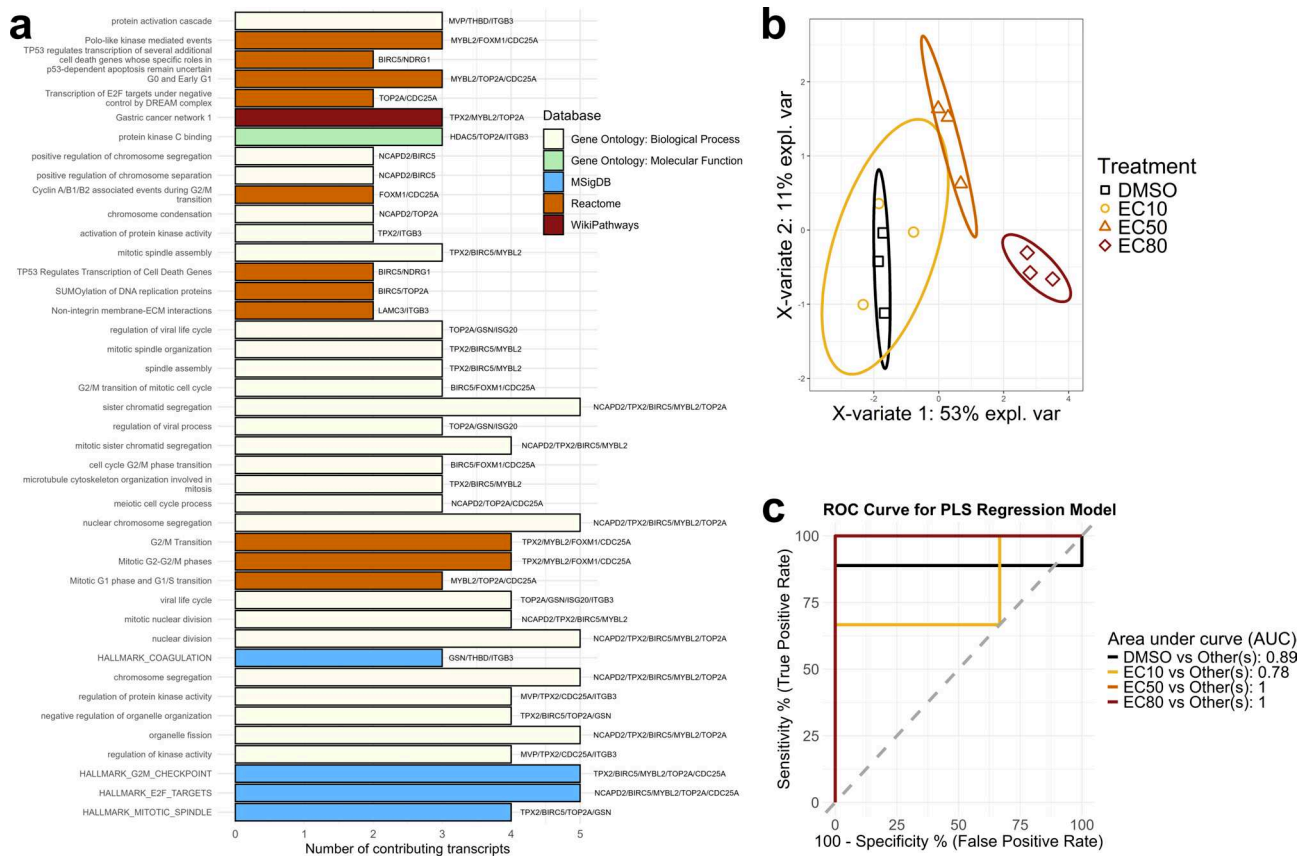 a
protein activation cascade
MVP/THBD/ITGB3
Polo-like kinase mediated events
MYBL2/FOXM1/CDC25A
TP53 regulates transcription of several additional
cell death genes whose specific roles in
p53-dependent apoptosis remain uncertain
BIRC5/NDRG1
G0 and Early G1
MYBL2/TOP2A/CDC25A
Transcription of E2F targets under negative
control by DREAM complex
TOP2A/CDC25A
Gastric cancer network 1
TPX2/MYBL2/TOP2A
protein kinase C binding
HDAC5/TOP2A/ITGB3
positive regulation of chromosome segregation
NCAPD2/BIRC5
positive regulation of chromosome separation
NCAPD2/BIRC5
Cyclin A/B1/B2 associated events during G2/M
transition
FOXM1/CDC25A
chromosome condensation
NCAPD2/TOP2A
activation of protein kinase activity
TPX2/ITGB3
mitotic spindle assembly
TPX2/BIRC5/MYBL2
TP53 Regulates Transcription of Cell Death Genes
BIRC5/NDRG1
SUMOylation of DNA replication proteins
BIRC5/TOP2A
Non-integrin membrane-ECM interactions
LAMC3/ITGB3
regulation of viral life cycle
TOP2A/GSN/ISG20
mitotic spindle organization
TPX2/BIRC5/MYBL2
spindle assembly
TPX2/BIRC5/MYBL2
G2/M transition of mitotic cell cycle
BIRC5/FOXM1/CDC25A
sister chromatid segregation
NCAPD2/TPX2/BIRC5/MYBL2/TOP2A
regulation of viral process
TOP2A/GSN/ISG20
mitotic sister chromatid segregation
NCAPD2/TPX2/BIRC5/MYBL2
cell cycle G2/M phase transition
BIRC5/FOXM1/CDC25A
microtubule cytoskeleton organization involved in
mitosis
TPX2/BIRC5/MYBL2
meiotic cell cycle process
NCAPD2/TOP2A/CDC25A
nuclear chromosome segregation
NCAPD2/TPX2/BIRC5/MYBL2/TOP2A
G2/M Transition
TPX2/MYBL2/FOXM1/CDC25A
Mitotic G2-G2/M phases
TPX2/MYBL2/FOXM1/CDC25A
Mitotic G1 phase and G1/S transition
MYBL2/TOP2A/CDC25A
viral life cycle
TOP2A/GSN/ISG20/ITGB3
mitotic nuclear division
NCAPD2/TPX2/BIRC5/MYBL2
nuclear division
NCAPD2/TPX2/BIRC5/MYBL2/TOP2A
HALLMARK_COAGULATION
GSN/THBD/ITGB3
chromosome segregation
NCAPD2/TPX2/BIRC5/MYBL2/TOP2A
regulation of protein kinase activity
MVP/TPX2/CDC25A/ITGB3
negative regulation of organelle organization
TPX2/BIRC5/TOP2A/GSN
organelle fission
NCAPD2/TPX2/BIRC5/MYBL2/TOP2A
regulation of kinase activity
MVP/TPX2/CDC25A/ITGB3
HALLMARK_G2M_CHECKPOINT
TPX2/BIRC5/MYBL2/TOP2A/CDC25A
HALLMARK_E2F_TARGETS
NCAPD2/BIRC5/MYBL2/TOP2A/CDC25A
HALLMARK_MITOTIC_SPINDLE
TPX2/BIRC5/TOP2A/GSN
0 1 2 3 4 5
Number of contributing transcripts
Database
Gene Ontology: Biological Process
Gene Ontology: Molecular Function
MSigDB
Reactome
WikiPathways
b
X-variate 2: 11% expl. var
2
1
0
-1
-2
-2 0 2 4
X-variate 1: 53% expl. var
Treatment
DMSO
EC10
EC50
EC80
c
ROC Curve for PLS Regression Model
Sensitivity % (True Positive Rate)
100
75
50
25
0
0 25 50 75 100
100 - Specificity % (False Positive Rate)
Area under curve (AUC)
DMSO vs Other(s): 0.89
EC10 vs Other(s): 0.78
EC50 vs Other(s): 1
EC80 vs Other(s): 1